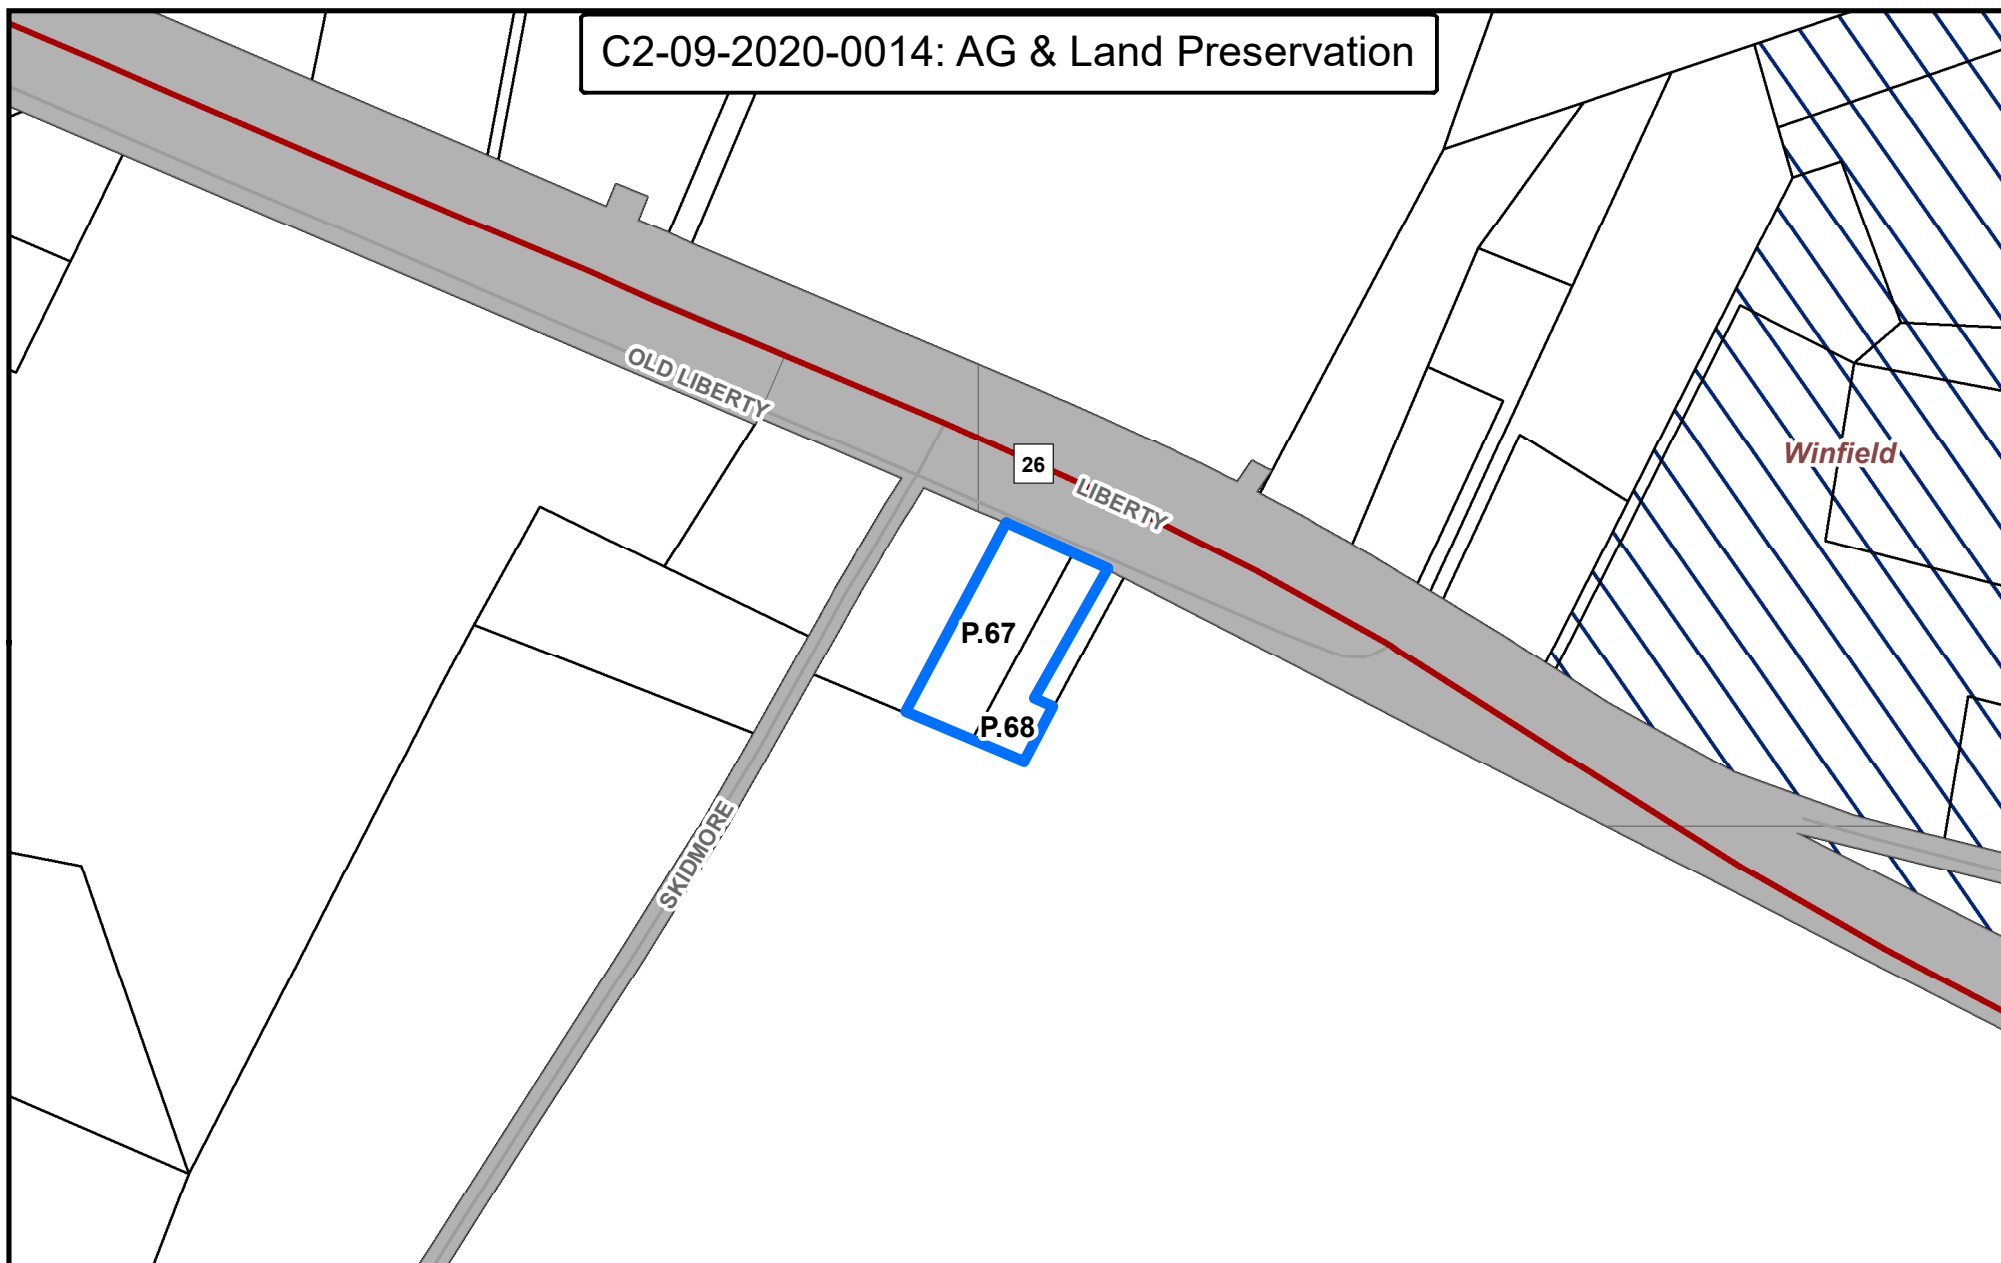 C2-09-2020-0014: AG & Land Preservation
OLD LIBERTY
26
LIBERTY
Winfield
P.67
P.68
SKIDMORE